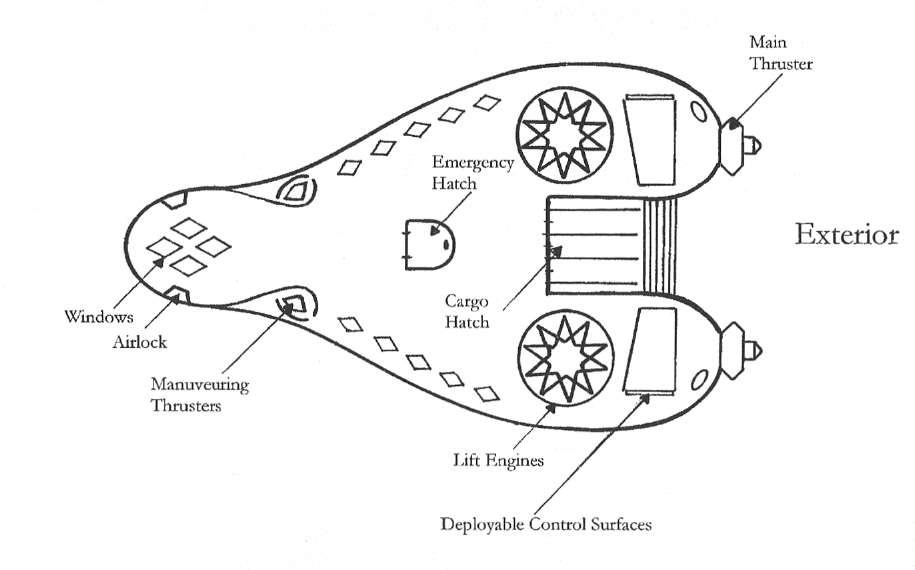 Main
Thruster
Emergency
Hatch
Exterior
Cargo
Hatch
Windows
Airlock
Manuveuring
Thrusters
Lift Engines
Deployable Control Surfaces